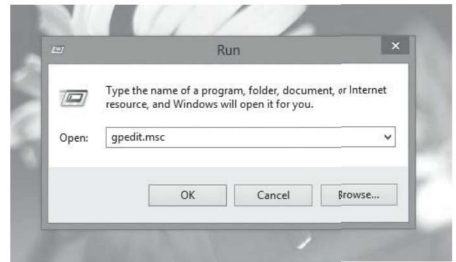 Run
Type the name of a program, folder, document, or Internet
resource, and Windows will open it for you.
Open: gpedit.msc
OK Cancel Browse...